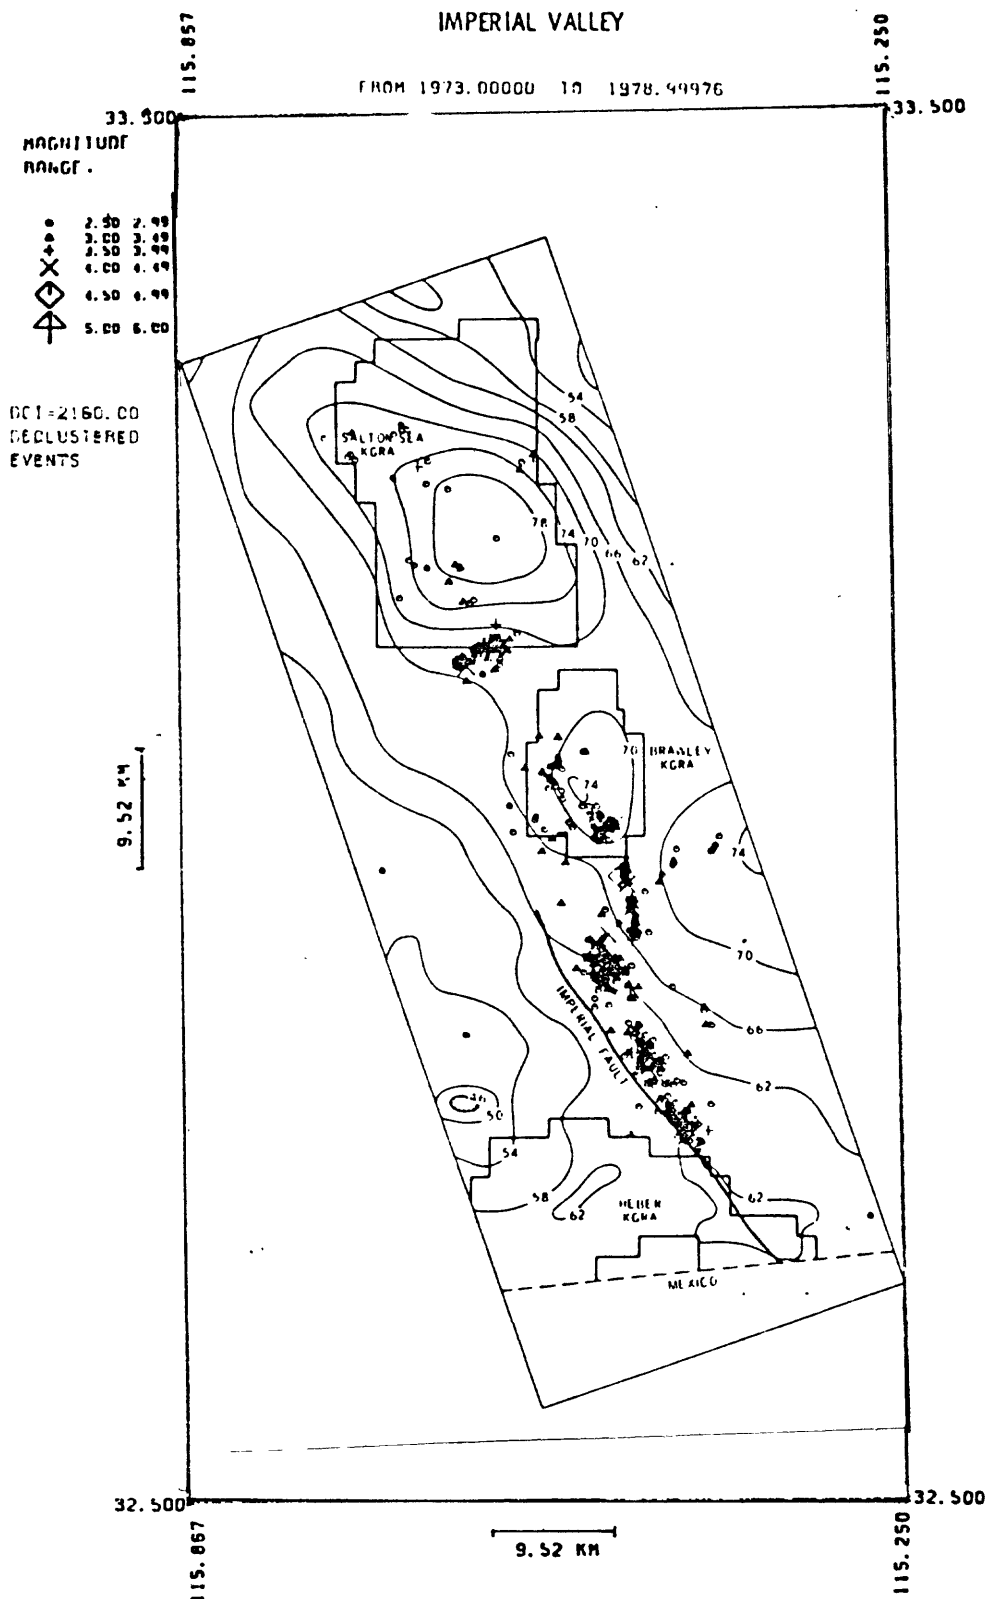 IMPERIAL VALLEY
115.867
115.250
FROM 1973.00000 TO 1978.99976
33.500
33.500
MAGNITUDE
RANGE.
2.50 2.99
3.00 3.49
3.50 3.99
4.00 4.49
4.50 4.99
5.00 6.00
DCT=2160.00
DECLUSTERED
EVENTS
54
58
SALTON SEA
KGRA
78
74
70
66
62
70
BRAWLEY
KGRA
74
9.52 KM
74
70
IMPERIAL FAULT
66
62
46
50
54
58
62
62
HEBER
KGRA
MEXICO
32.500
32.500
9.52 KM
115.867
115.250